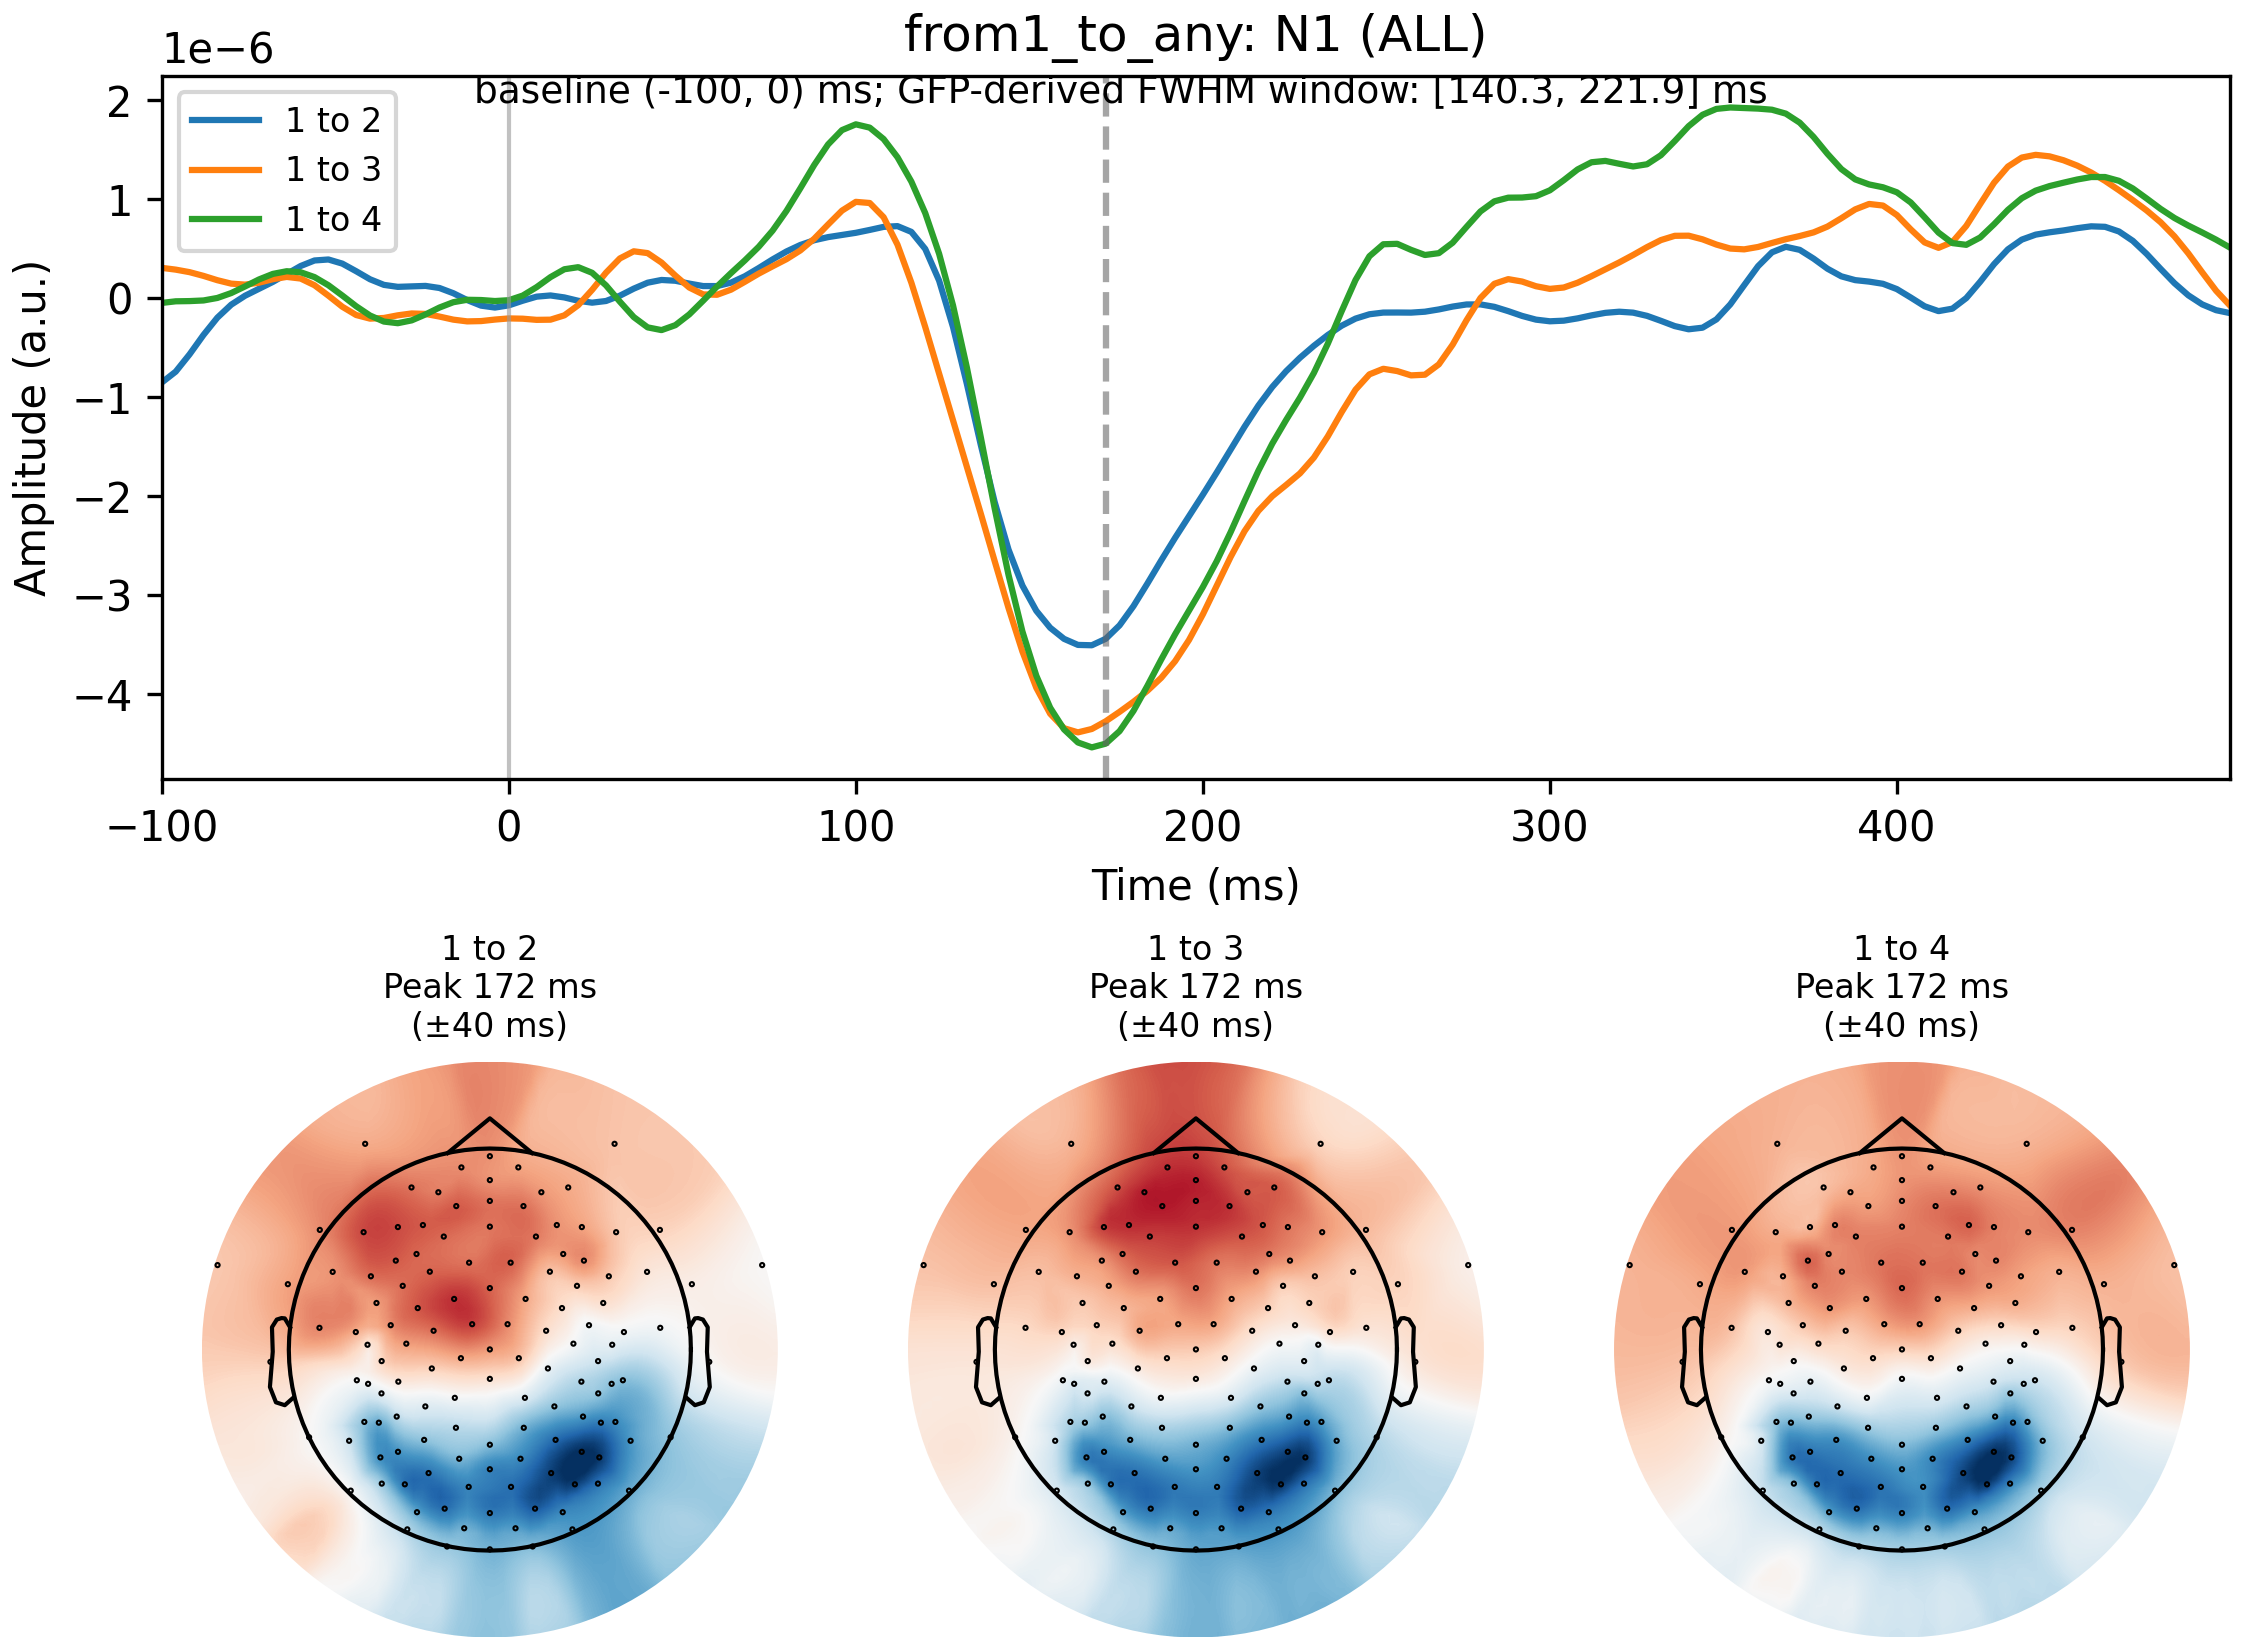 from1_to_any: N1 (ALL)
1e−6
baseline (-100, 0) ms; GFP-derived FWHM window: [140.3, 221.9] ms
1 to 2
1 to 3
1 to 4
2
1
0
−1
−2
−3
−4
Amplitude (a.u.)
−100
0
100
200
300
400
Time (ms)
1 to 2
Peak 172 ms
(±40 ms)
1 to 3
Peak 172 ms
(±40 ms)
1 to 4
Peak 172 ms
(±40 ms)